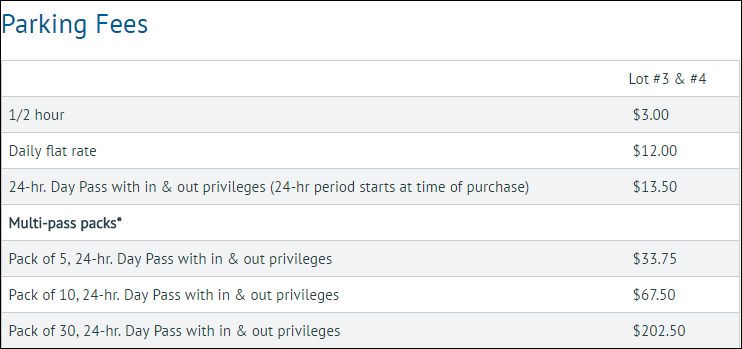 Parking Fees
Lot #3 & #4
1/2 hour $3.00
Daily flat rate $12.00
24-hr. Day Pass with in & out privileges (24-hr period starts at time of purchase) $13.50
Multi-pass packs*
Pack of 5, 24-hr. Day Pass with in & out privileges $33.75
Pack of 10, 24-hr. Day Pass with in & out privileges $67.50
Pack of 30, 24-hr. Day Pass with in & out privileges $202.50